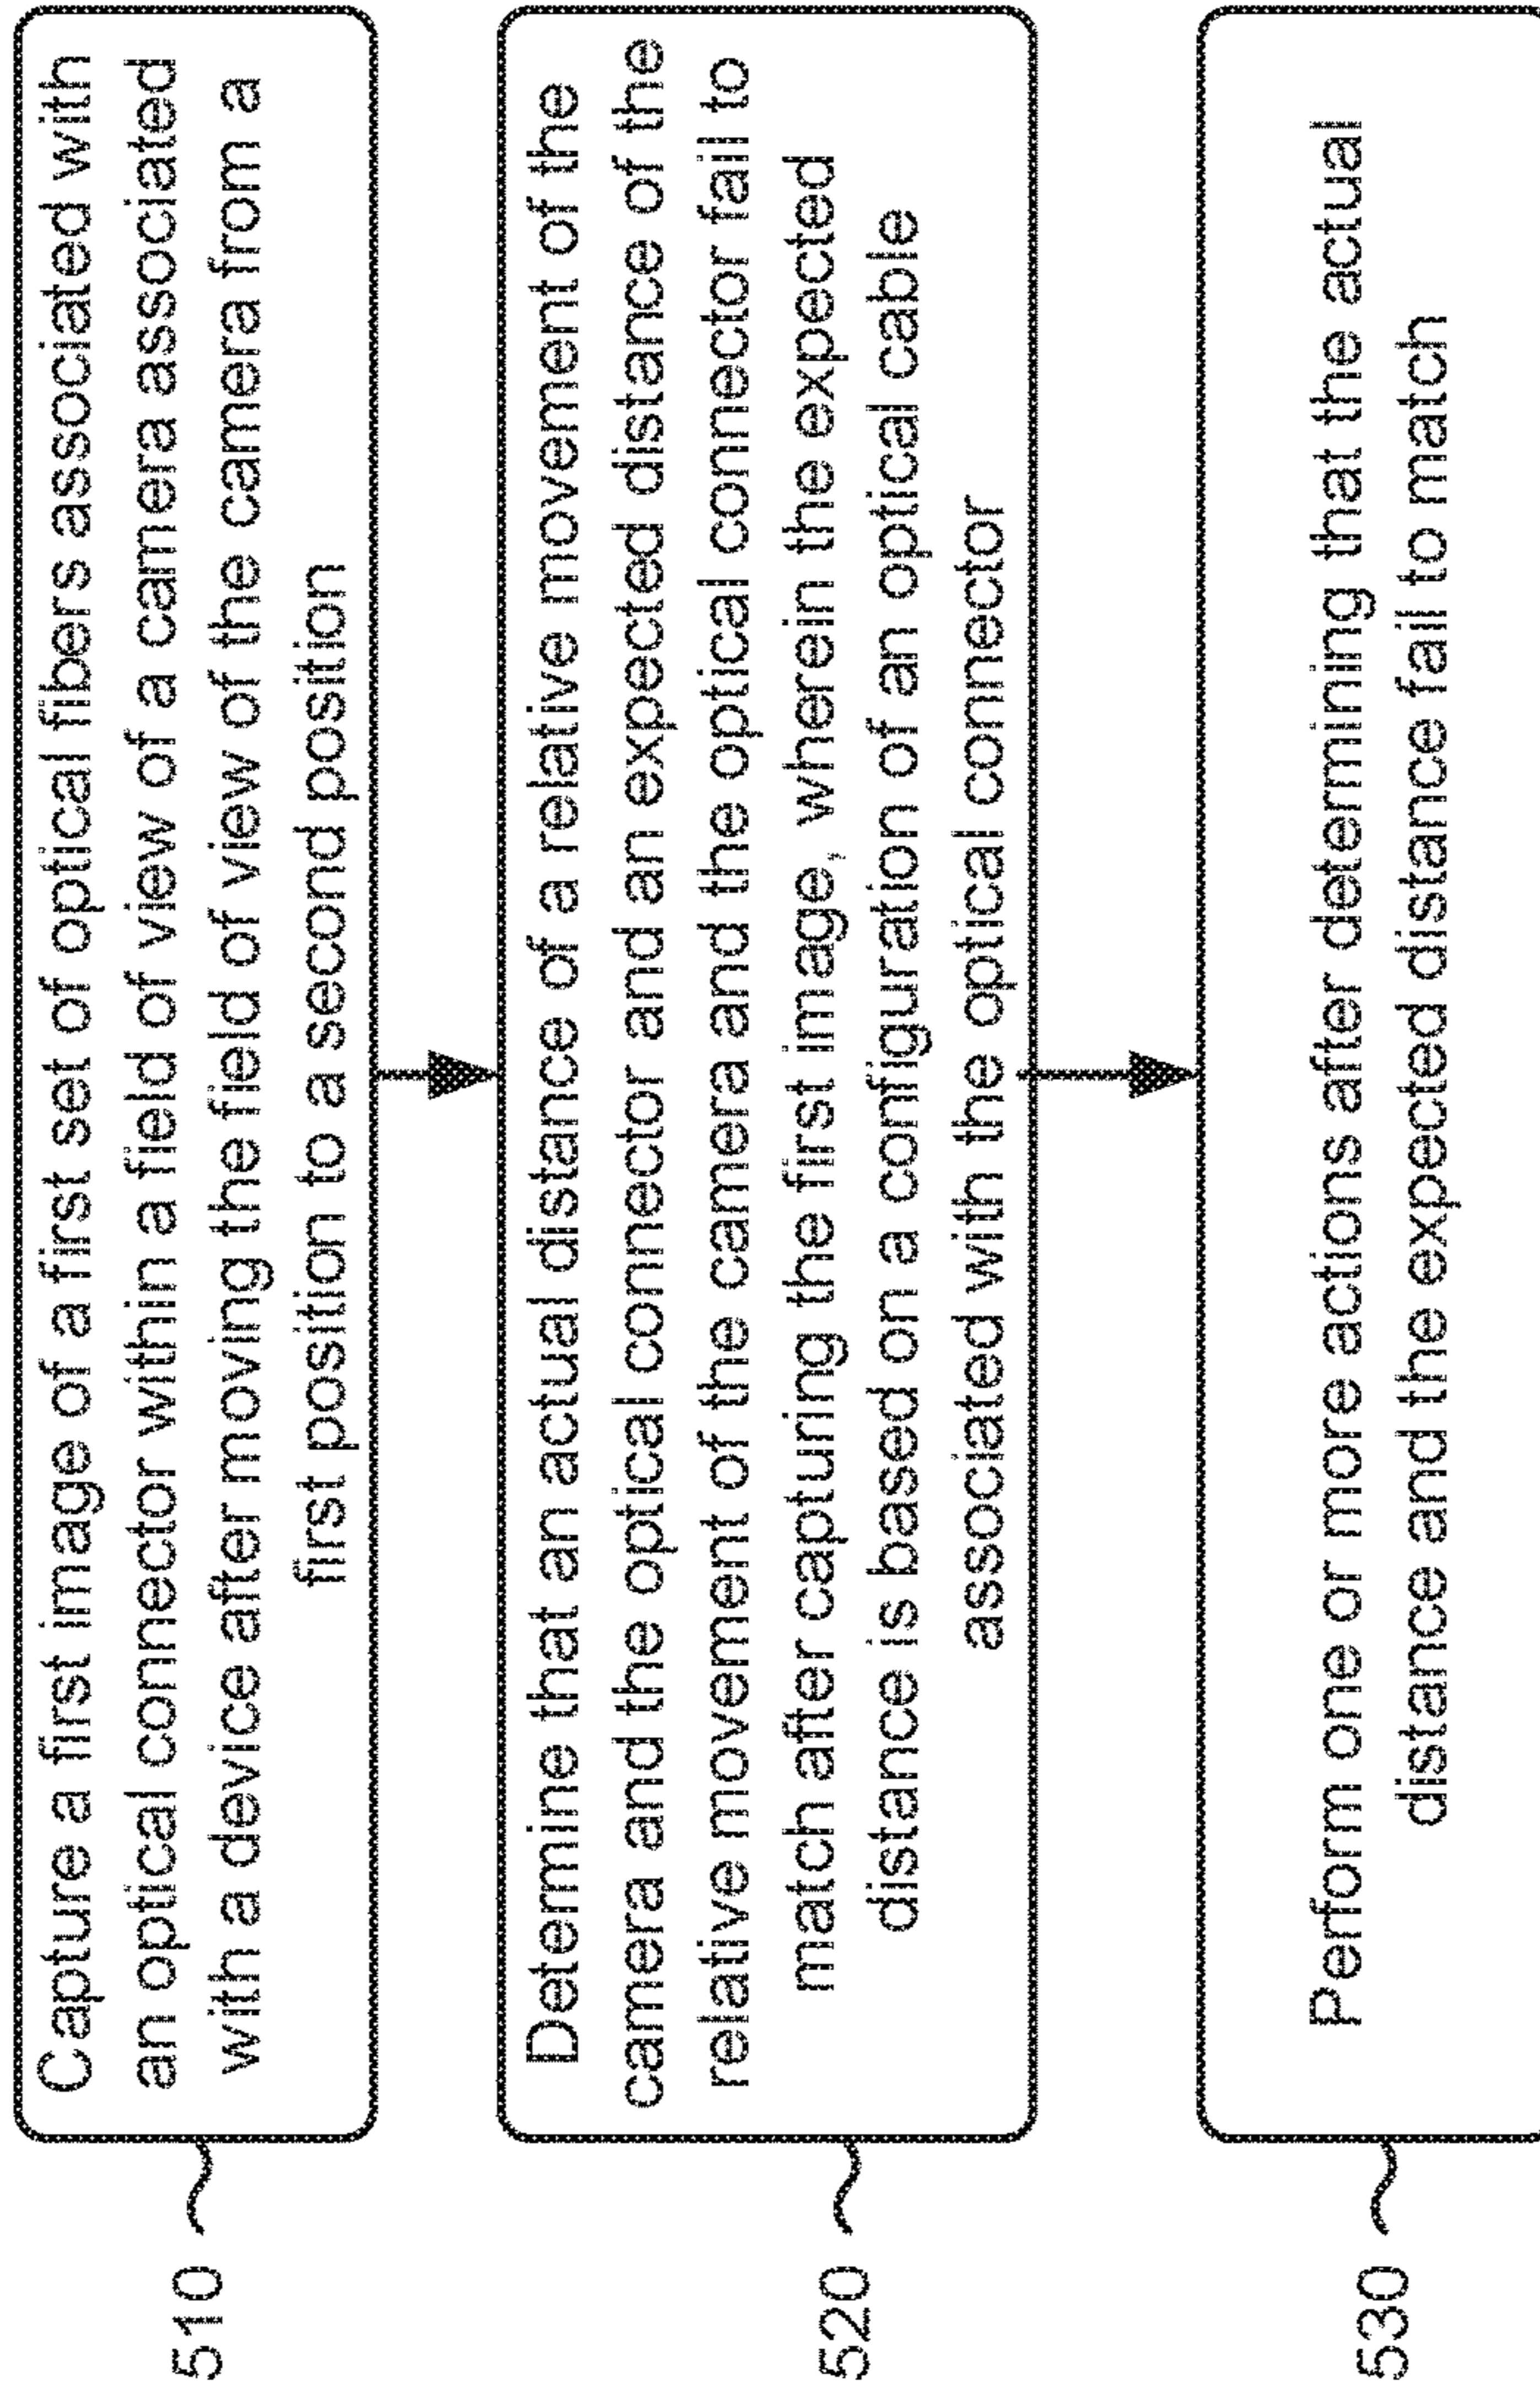 510
Capture a first image of a first set of optical fibers associated with
an optical connector within a field of view of a camera associated
with a device after moving the field of view of the camera from a
first position to a second position
520
Determine that an actual distance of a relative movement of the
camera and the optical connector and an expected distance of the
relative movement of the camera and the optical connector fail to
match after capturing the first image, wherein the expected
distance is based on a configuration of an optical cable
associated with the optical connector
530
Perform one or more actions after determining that the actual
distance and the expected distance fail to match